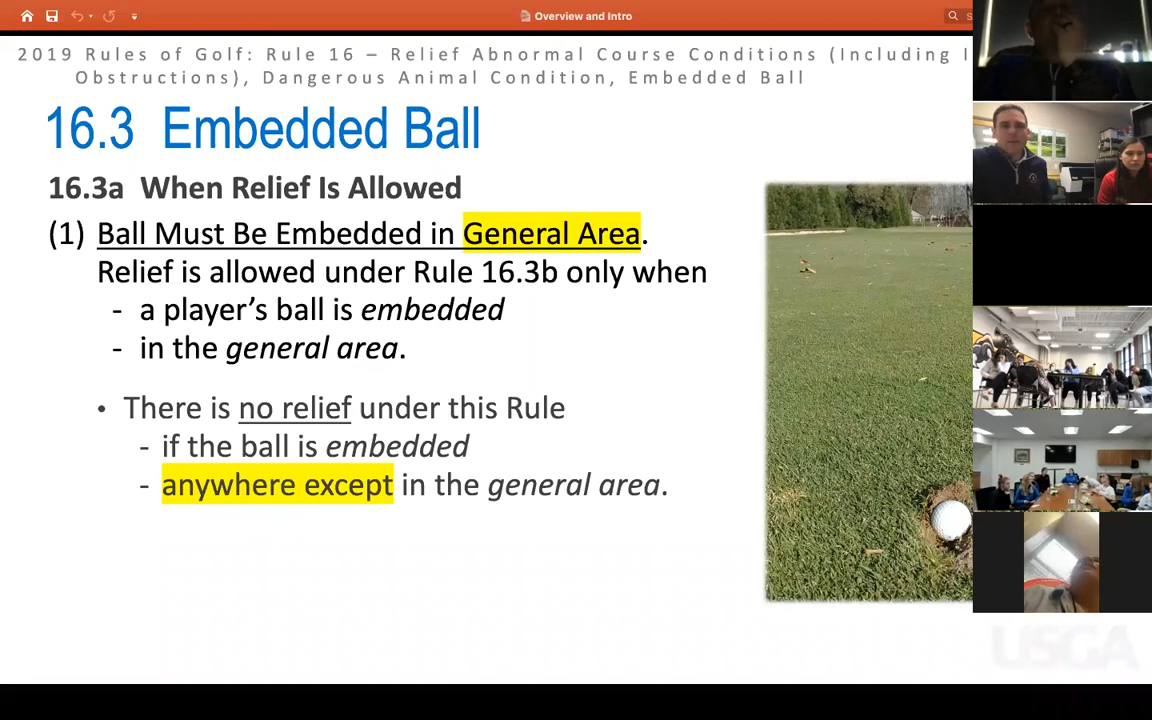 Overview and Intro
2019 Rules of Golf: Rule 16 – Relief Abnormal Course Conditions (Including I
Obstructions), Dangerous Animal Condition, Embedded Ball
16.3 Embedded Ball
16.3a When Relief Is Allowed
(1) Ball Must Be Embedded in General Area.
Relief is allowed under Rule 16.3b only when
- a player’s ball is embedded
- in the general area.
• There is no relief under this Rule
- if the ball is embedded
- anywhere except in the general area.
USGA